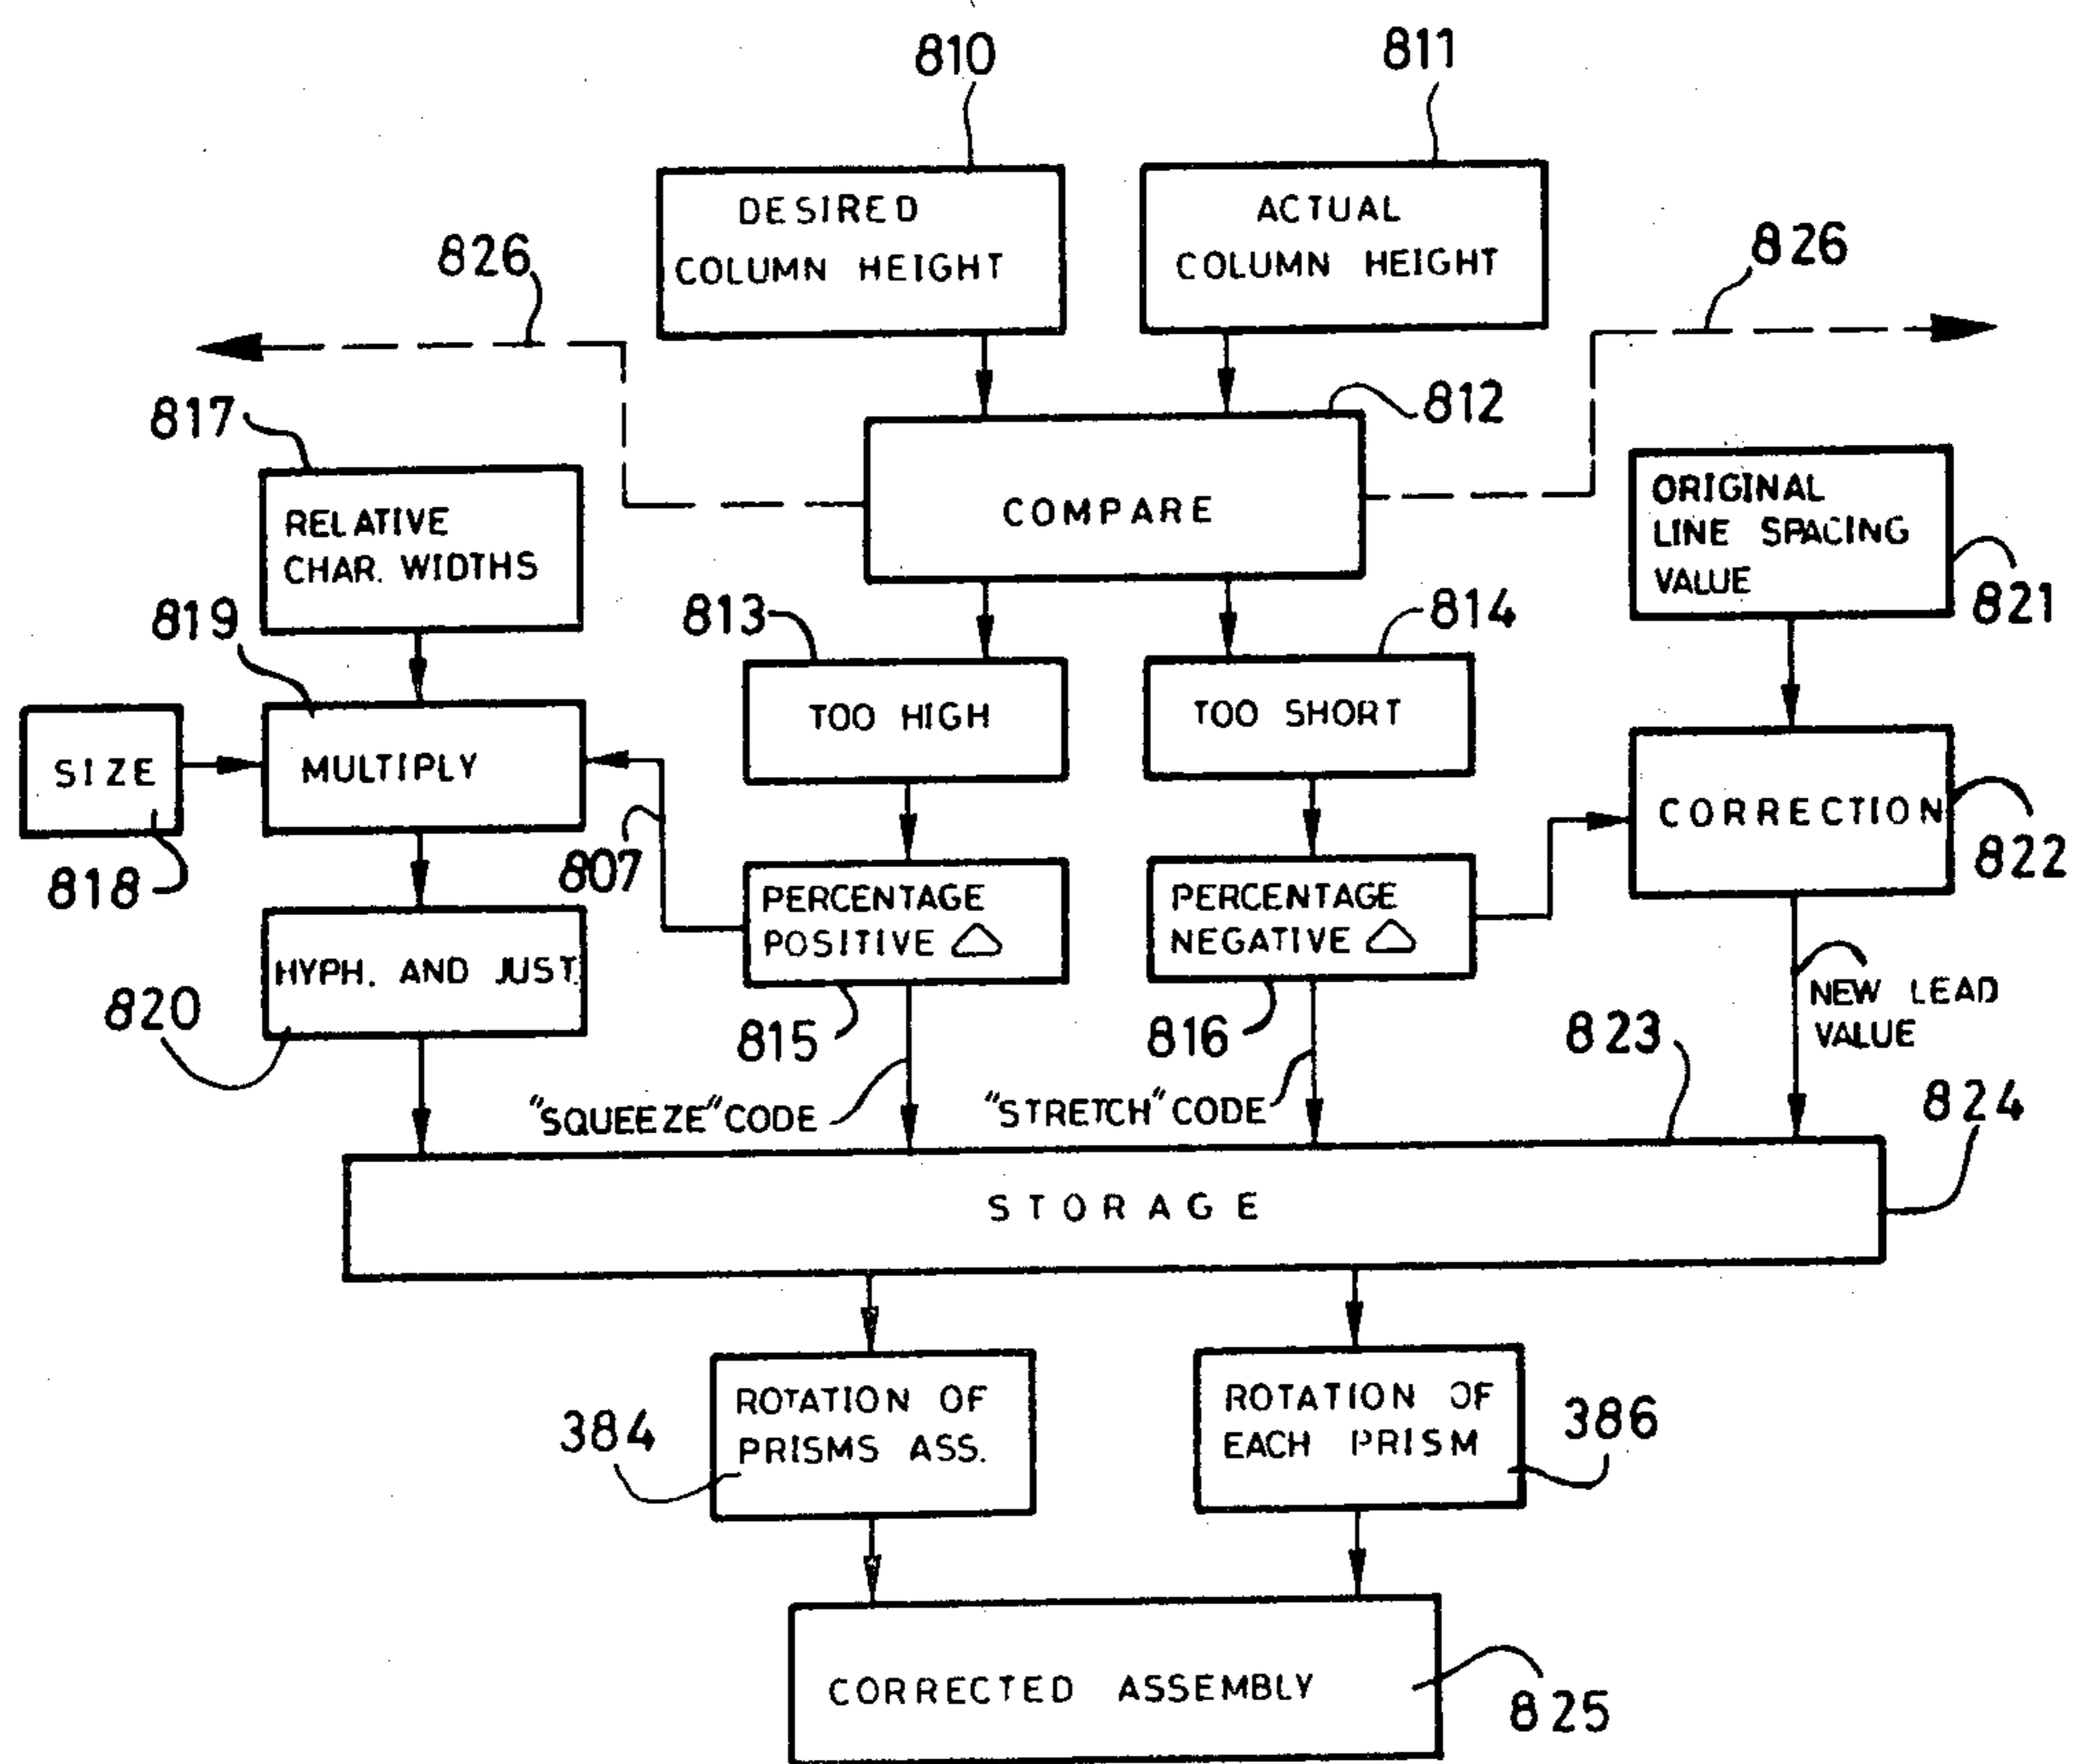 810
811
DESIRED
COLUMN HEIGHT
ACTUAL
COLUMN HEIGHT
826
826
817
812
RELATIVE
CHAR. WIDTHS
COMPARE
ORIGINAL
LINE SPACING
VALUE
821
819
813
814
SIZE
MULTIPLY
TOO HIGH
TOO SHORT
CORRECTION
818
807
822
PERCENTAGE
POSITIVE △
PERCENTAGE
NEGATIVE △
HYPH. AND JUST.
820
815
816
823
NEW LEAD
VALUE
"SQUEEZE" CODE
"STRETCH" CODE
824
STORAGE
384
ROTATION OF
PRISMS ASS.
ROTATION OF
EACH PRISM
386
CORRECTED ASSEMBLY
825